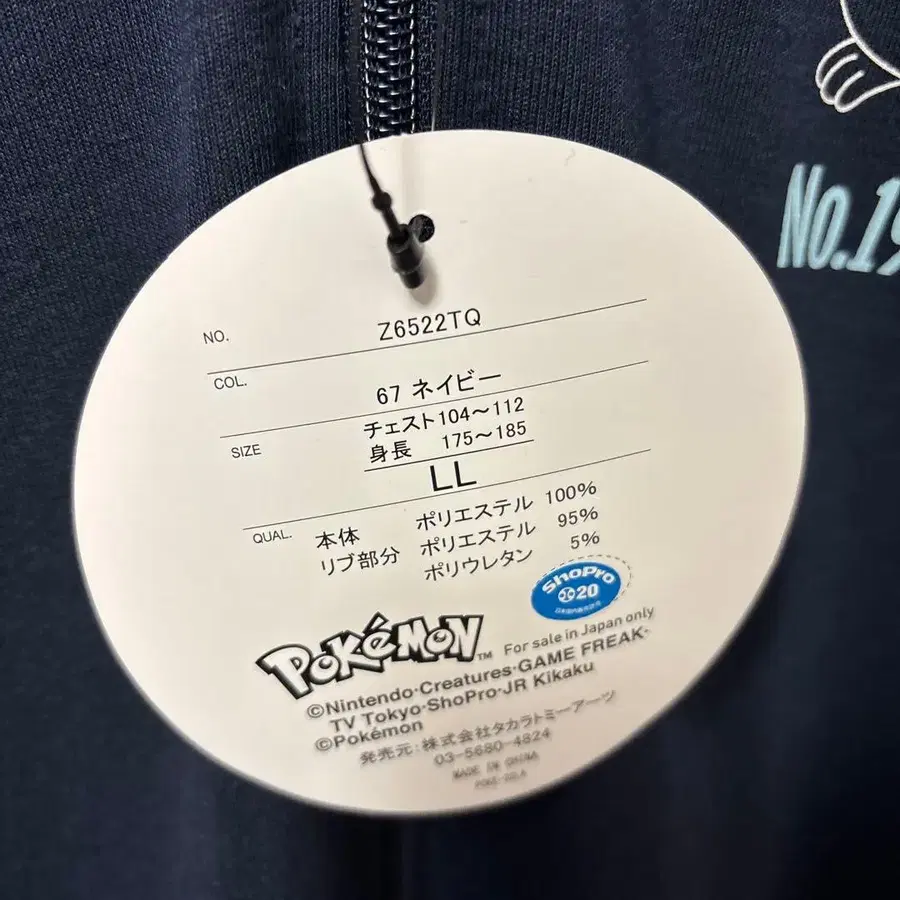 No.19
NO. Z6522TQ
COL. 67 ネイビー
SIZE チェスト104〜112
身長 175〜185
LL
QUAL. 本体 ポリエステル 100%
リブ部分 ポリエステル 95%
ポリウレタン 5%
ShoPro
20
POKéMON™ For sale in Japan only
©Nintendo·Creatures·GAME FREAK·
TV Tokyo·ShoPro·JR Kikaku
©Pokémon
発売元:株式会社タカラトミーアーツ
03-5680-4824
MADE IN CHINA